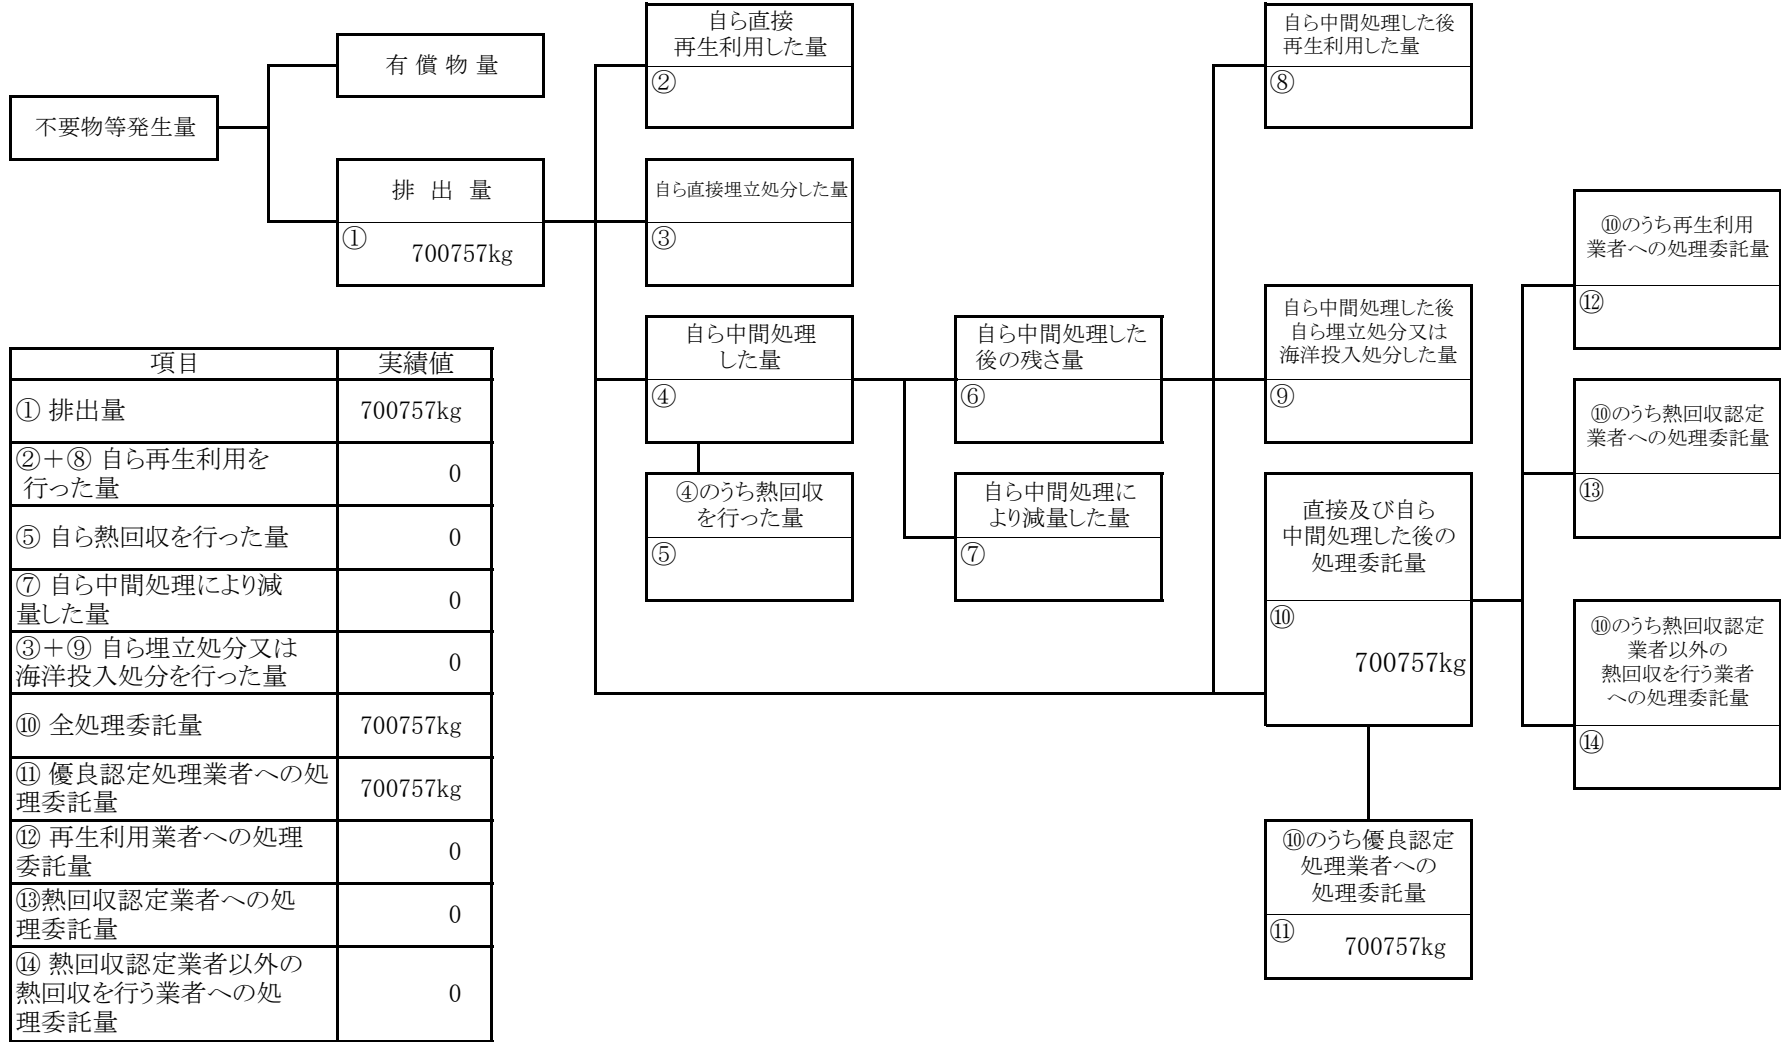 不要物等発生量
有 償 物 量
排 出 量
①
700757kg
自ら直接
再生利用した量
②
自ら直接埋立処分した量
③
自ら中間処理
した量
④
④のうち熱回収
を行った量
⑤
自ら中間処理した
後の残さ量
⑥
自ら中間処理に
より減量した量
⑦
自ら中間処理した後
再生利用した量
⑧
自ら中間処理した後
自ら埋立処分又は
海洋投入処分した量
⑨
直接及び自ら
中間処理した後の
処理委託量
⑩
700757kg
⑩のうち優良認定
処理業者への
処理委託量
⑪
700757kg
⑩のうち再生利用
業者への処理委託量
⑫
⑩のうち熱回収認定
業者への処理委託量
⑬
⑩のうち熱回収認定
業者以外の
熱回収を行う業者
への処理委託量
⑭
項目 実績値
① 排出量 700757kg
②＋⑧ 自ら再生利用を
行った量 0
⑤ 自ら熱回収を行った量 0
⑦ 自ら中間処理により減
量した量 0
③＋⑨ 自ら埋立処分又は
海洋投入処分を行った量 0
⑩ 全処理委託量 700757kg
⑪ 優良認定処理業者への処
理委託量 700757kg
⑫ 再生利用業者への処理
委託量 0
⑬熱回収認定業者への処
理委託量 0
⑭ 熱回収認定業者以外の
熱回収を行う業者への処
理委託量 0